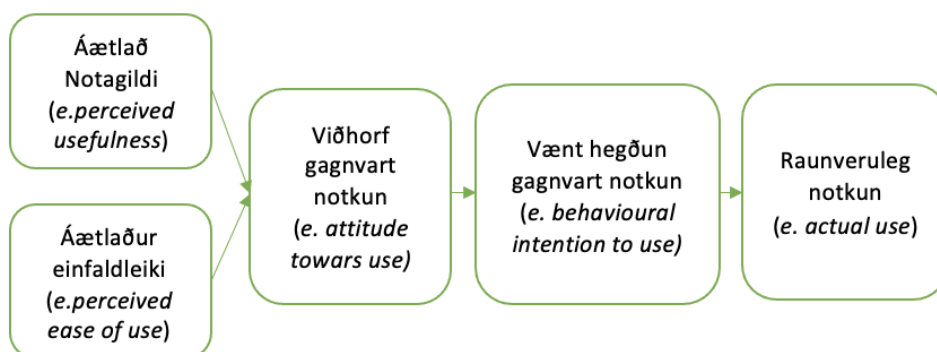 Áætlað
Notagildi
(e.perceived
usefulness)
Áætlaður
einfaldleiki
(e.perceived
ease of use)
Viðhorf
gagnvart
notkun
(e. attitude
towars use)
Vænt hegðun
gagnvart notkun
(e. behavioural
intention to use)
Raunveruleg
notkun
(e. actual use)